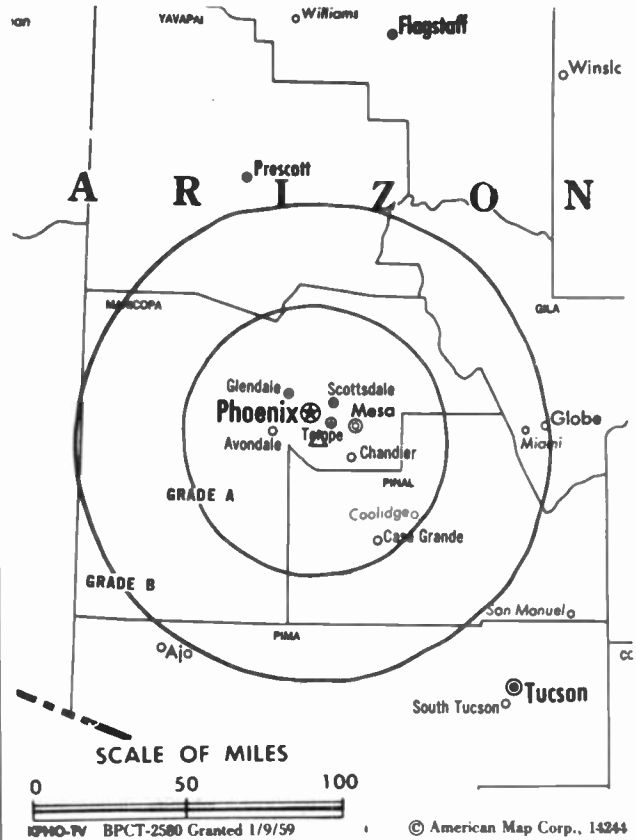 YAVAPAI
Williams
Flagstaff
Winslc
Prescott
A R I Z O N
MARICOPA
GILA
Glendale
Scottsdale
Phoenix
Mesa
Globe
Tempe
Miami
Avondale
Chandler
PINAL
GRADE A
Coolidge
Casa Grande
GRADE B
San Manuel
PIMA
Ajo
CC
Tucson
South Tucson
SCALE OF MILES
0 50 100
KPHO-TV BPCT-2580 Granted 1/9/59
© American Map Corp., 14244